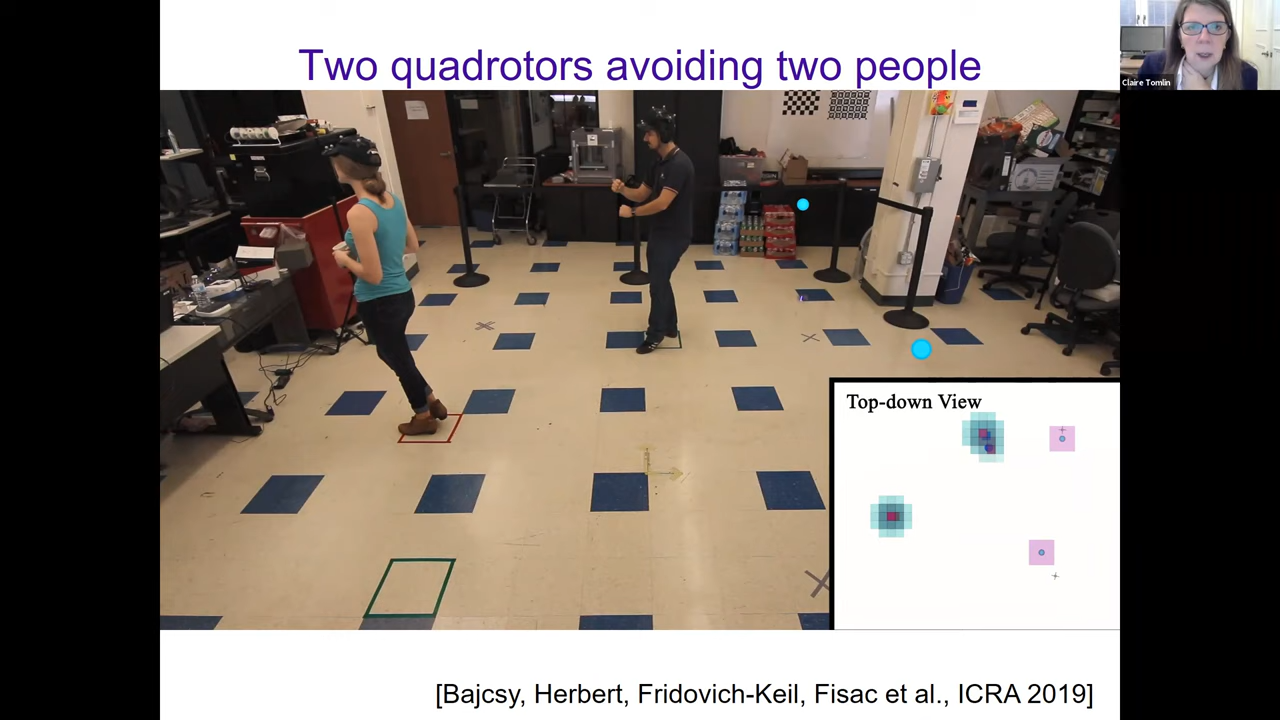 Two quadrotors avoiding two people
Claire Tomlin
Top-down View
[Bajcsy, Herbert, Fridovich-Keil, Fisac et al., ICRA 2019]